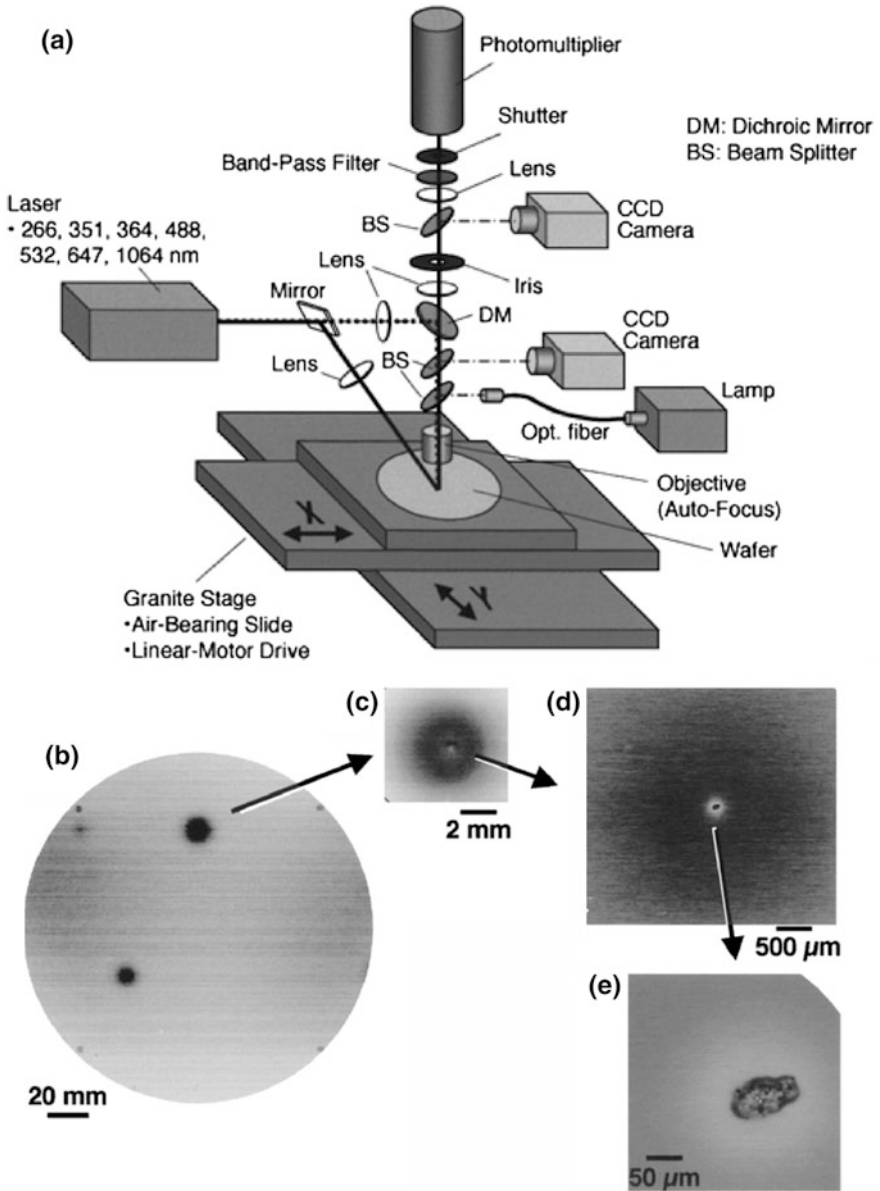 (a)
Photomultiplier
Shutter
DM: Dichroic Mirror
BS: Beam Splitter
Band-Pass Filter
Lens
Laser
• 266, 351, 364, 488,
532, 647, 1064 nm
BS
CCD
Camera
Lens
Iris
Mirror
DM
CCD
Camera
Lens
BS
Lamp
Opt. fiber
Objective
(Auto-Focus)
X
Wafer
Y
Granite Stage
•Air-Bearing Slide
•Linear-Motor Drive
(c)
(d)
(b)
2 mm
500 µm
(e)
20 mm
50 µm